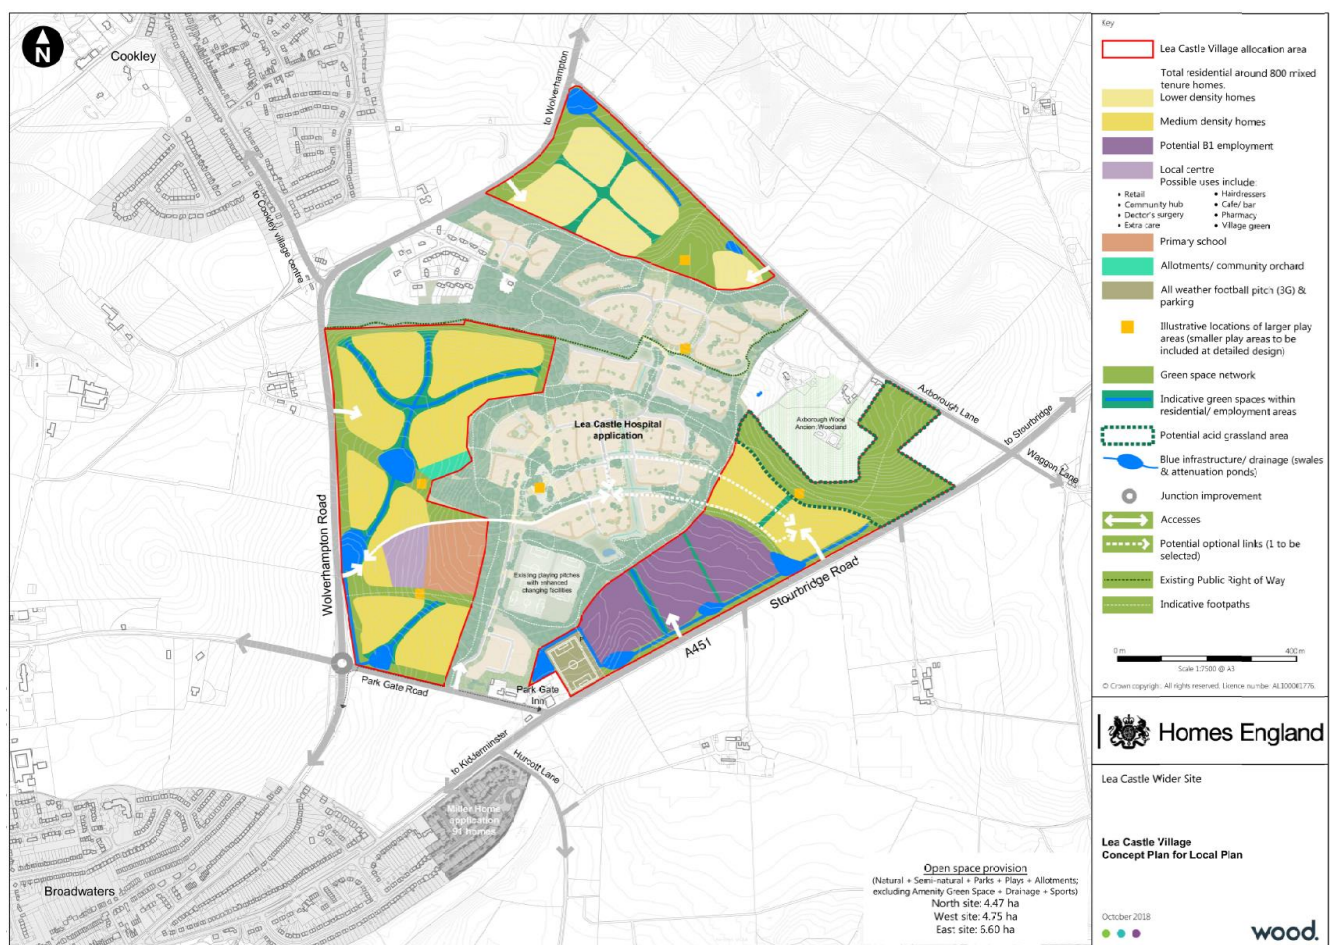 N
Cookley
to Wolverhampton
to Cookley village centre
Lea Castle Hospital
application
Axborough Wood
Ancient Woodland
Axborough Lane
to Stourbridge
Waggon Lane
Wolverhampton Road
Existing playing pitches
with enhanced
changing facilities
Stourbridge Road
A451
Park Gate Road
Park Gate
Inn
to Kidderminster
Hurcott Lane
Miller Home
application
91 homes
Broadwaters
Open space provision
(Natural + Semi-natural + Parks + Plays + Allotments;
excluding Amenity Green Space + Drainage + Sports)
North site: 4.47 ha
West site: 4.75 ha
East site: 6.60 ha
Key
Lea Castle Village allocation area
Total residential around 800 mixed
tenure homes.
Lower density homes
Medium density homes
Potential B1 employment
Local centre
Possible uses include:
• Retail
• Community hub
• Doctor's surgery
• Extra care
• Hairdressers
• Cafe/ bar
• Pharmacy
• Village green
Primary school
Allotments/ community orchard
All weather football pitch (3G) &
parking
Illustrative locations of larger play
areas (smaller play areas to be
included at detailed design)
Green space network
Indicative green spaces within
residential/ employment areas
Potential acid grassland area
Blue infrastructure/ drainage (swales
& attenuation ponds)
Junction improvement
Accesses
Potential optional links (1 to be
selected)
Existing Public Right of Way
Indicative footpaths
0 m 400 m
Scale 1:7500 @ A3
© Crown copyright. All rights reserved. Licence number: AL1000K1776.
Homes England
Lea Castle Wider Site
Lea Castle Village
Concept Plan for Local Plan
October 2018
wood.